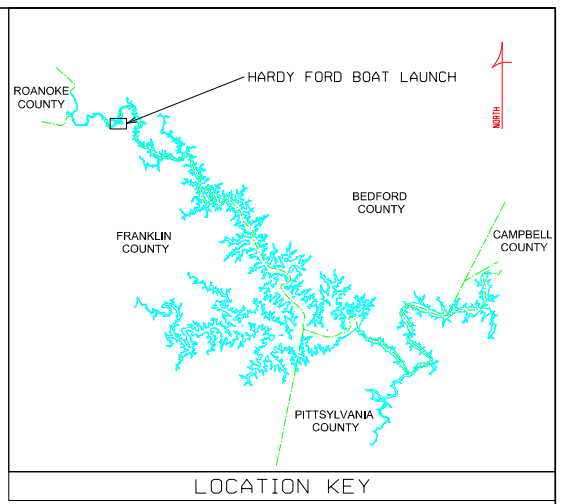 HARDY FORD BOAT LAUNCH
ROANOKE
COUNTY
NORTH
BEDFORD
COUNTY
FRANKLIN
COUNTY
CAMPBELL
COUNTY
PITTSYLVANIA
COUNTY
LOCATION KEY